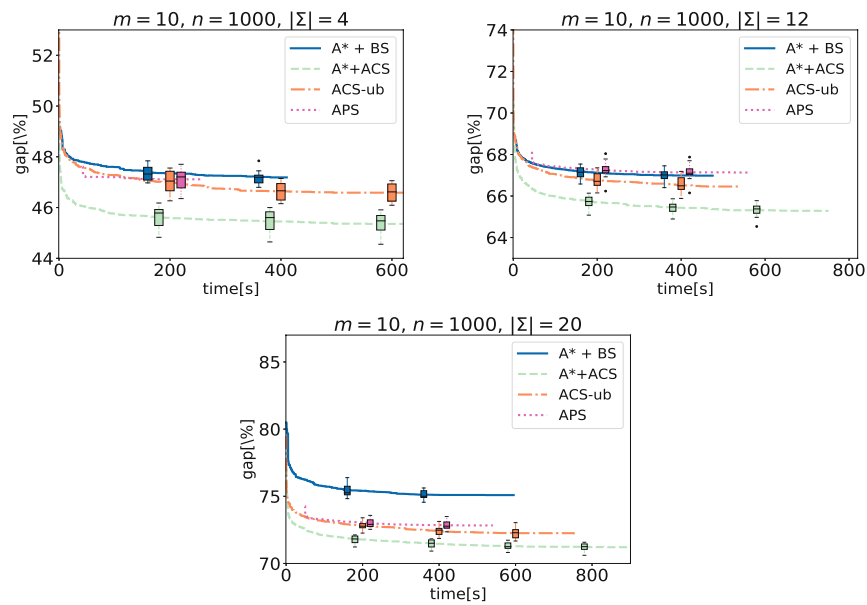 m = 10, n = 1000, |Σ| = 4
52
50
48
46
44
gap[\%]
0
200
400
600
time[s]
A* + BS
A*+ACS
ACS-ub
APS
m = 10, n = 1000, |Σ| = 12
74
72
70
68
66
64
gap[\%]
0
200
400
600
800
time[s]
A* + BS
A*+ACS
ACS-ub
APS
m = 10, n = 1000, |Σ| = 20
85
80
75
70
gap[\%]
0
200
400
600
800
time[s]
A* + BS
A*+ACS
ACS-ub
APS